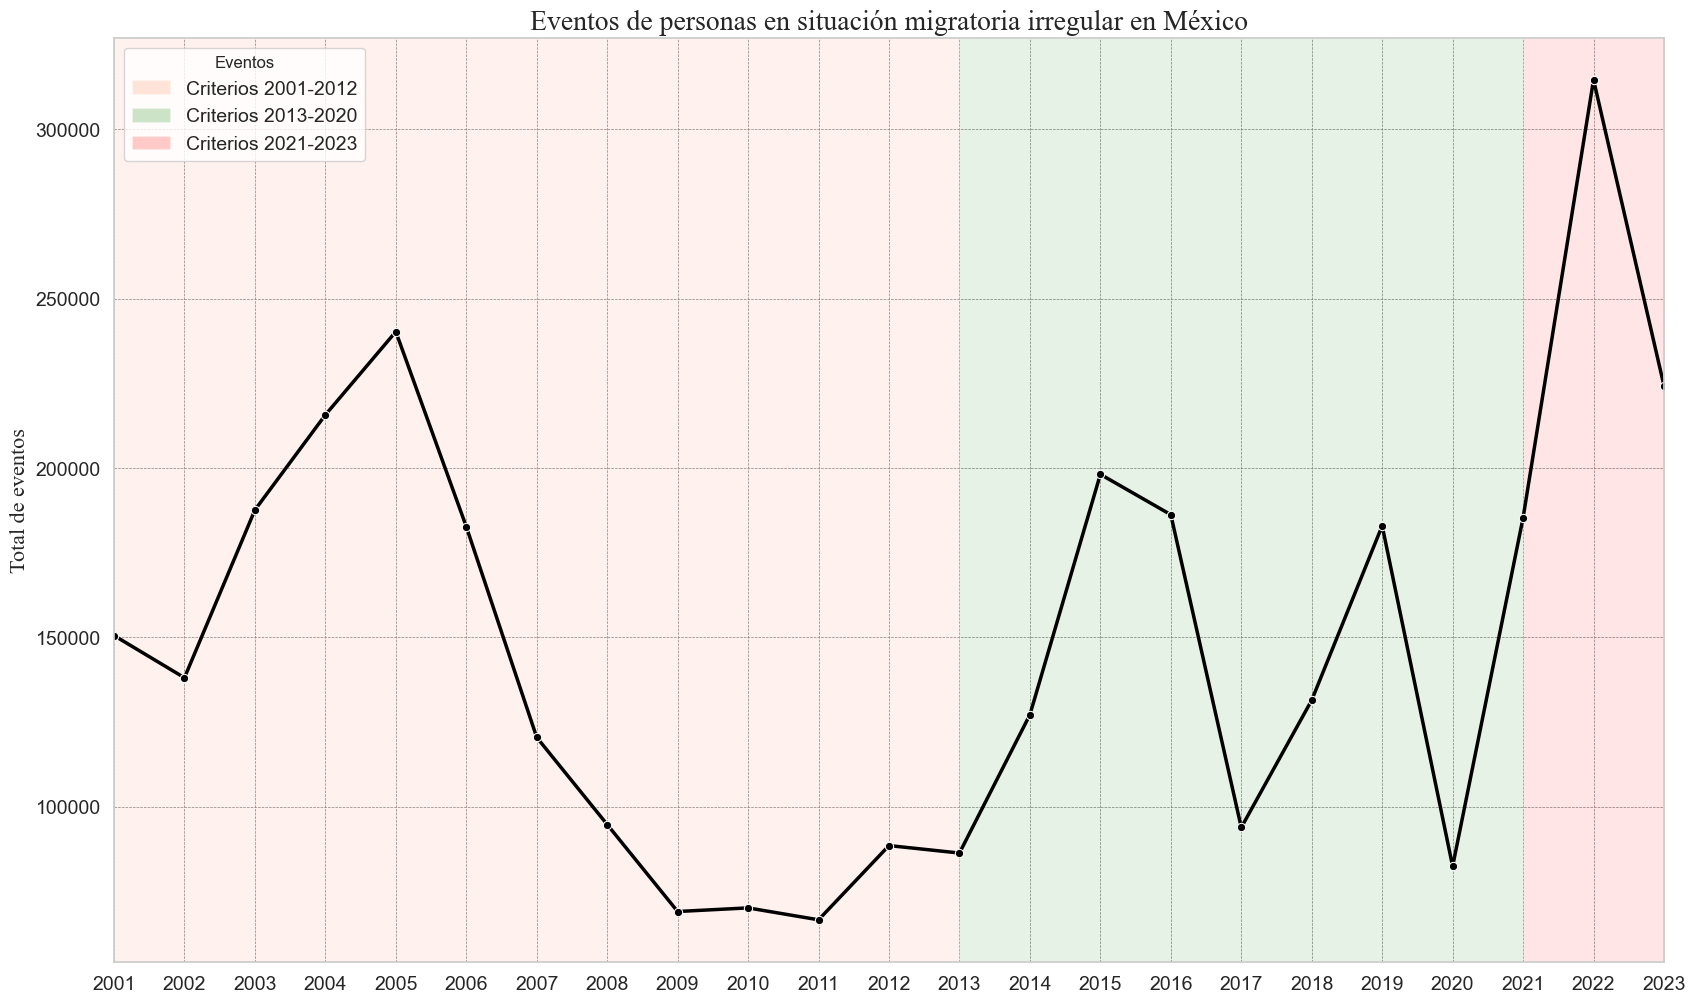 Eventos de personas en situación migratoria irregular en México
Eventos
Criterios 2001-2012
Criterios 2013-2020
Criterios 2021-2023
Total de eventos
300000
250000
200000
150000
100000
2001 2002 2003 2004 2005 2006 2007 2008 2009 2010 2011 2012 2013 2014 2015 2016 2017 2018 2019 2020 2021 2022 2023